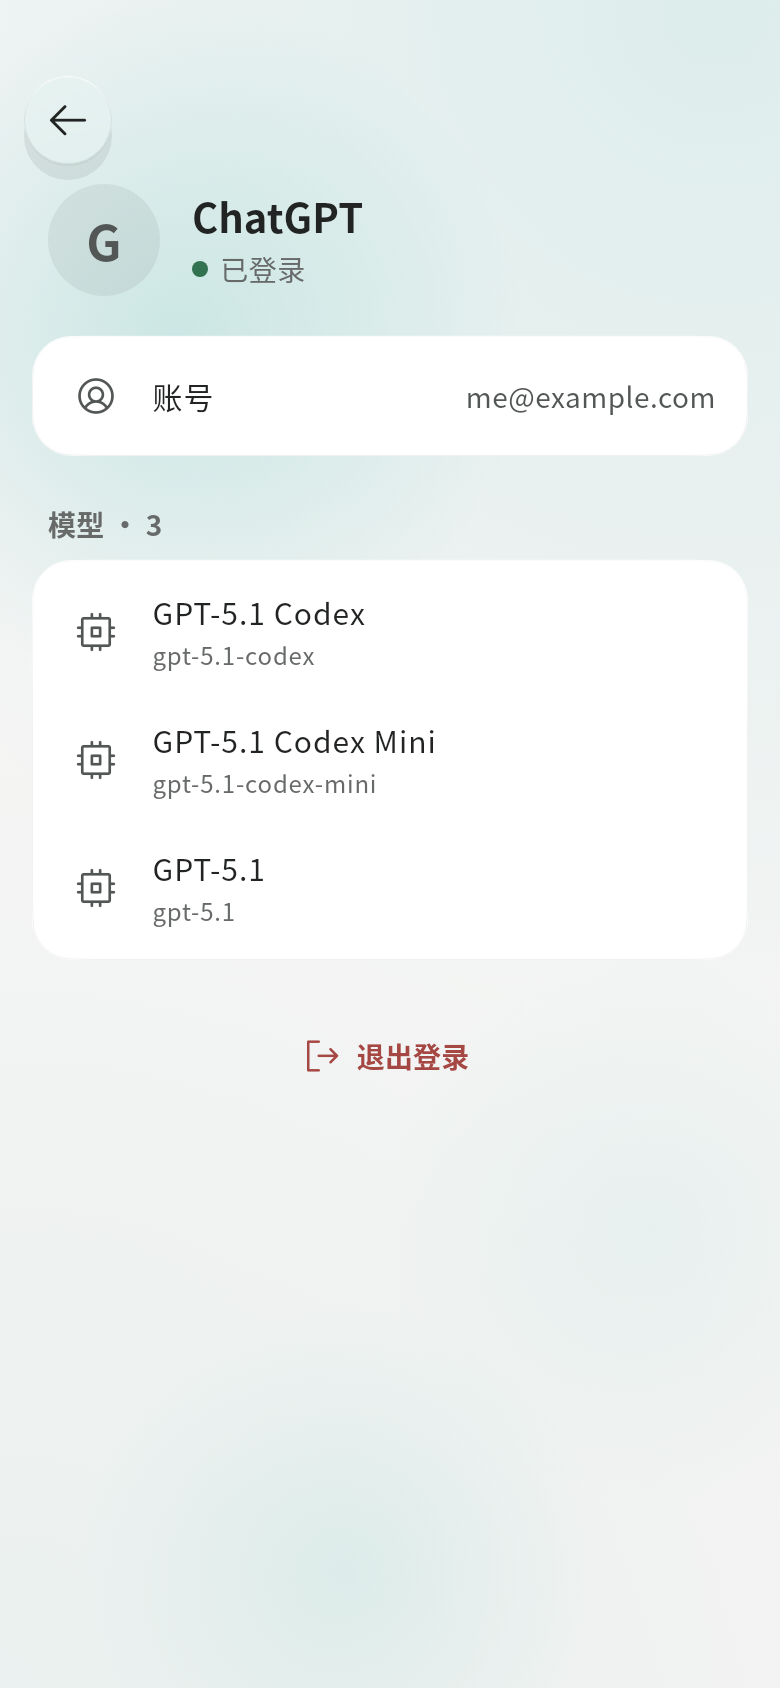 G
ChatGPT
已登录
账号
me@example.com
模型 · 3
GPT-5.1 Codex
gpt-5.1-codex
GPT-5.1 Codex Mini
gpt-5.1-codex-mini
GPT-5.1
gpt-5.1
退出登录